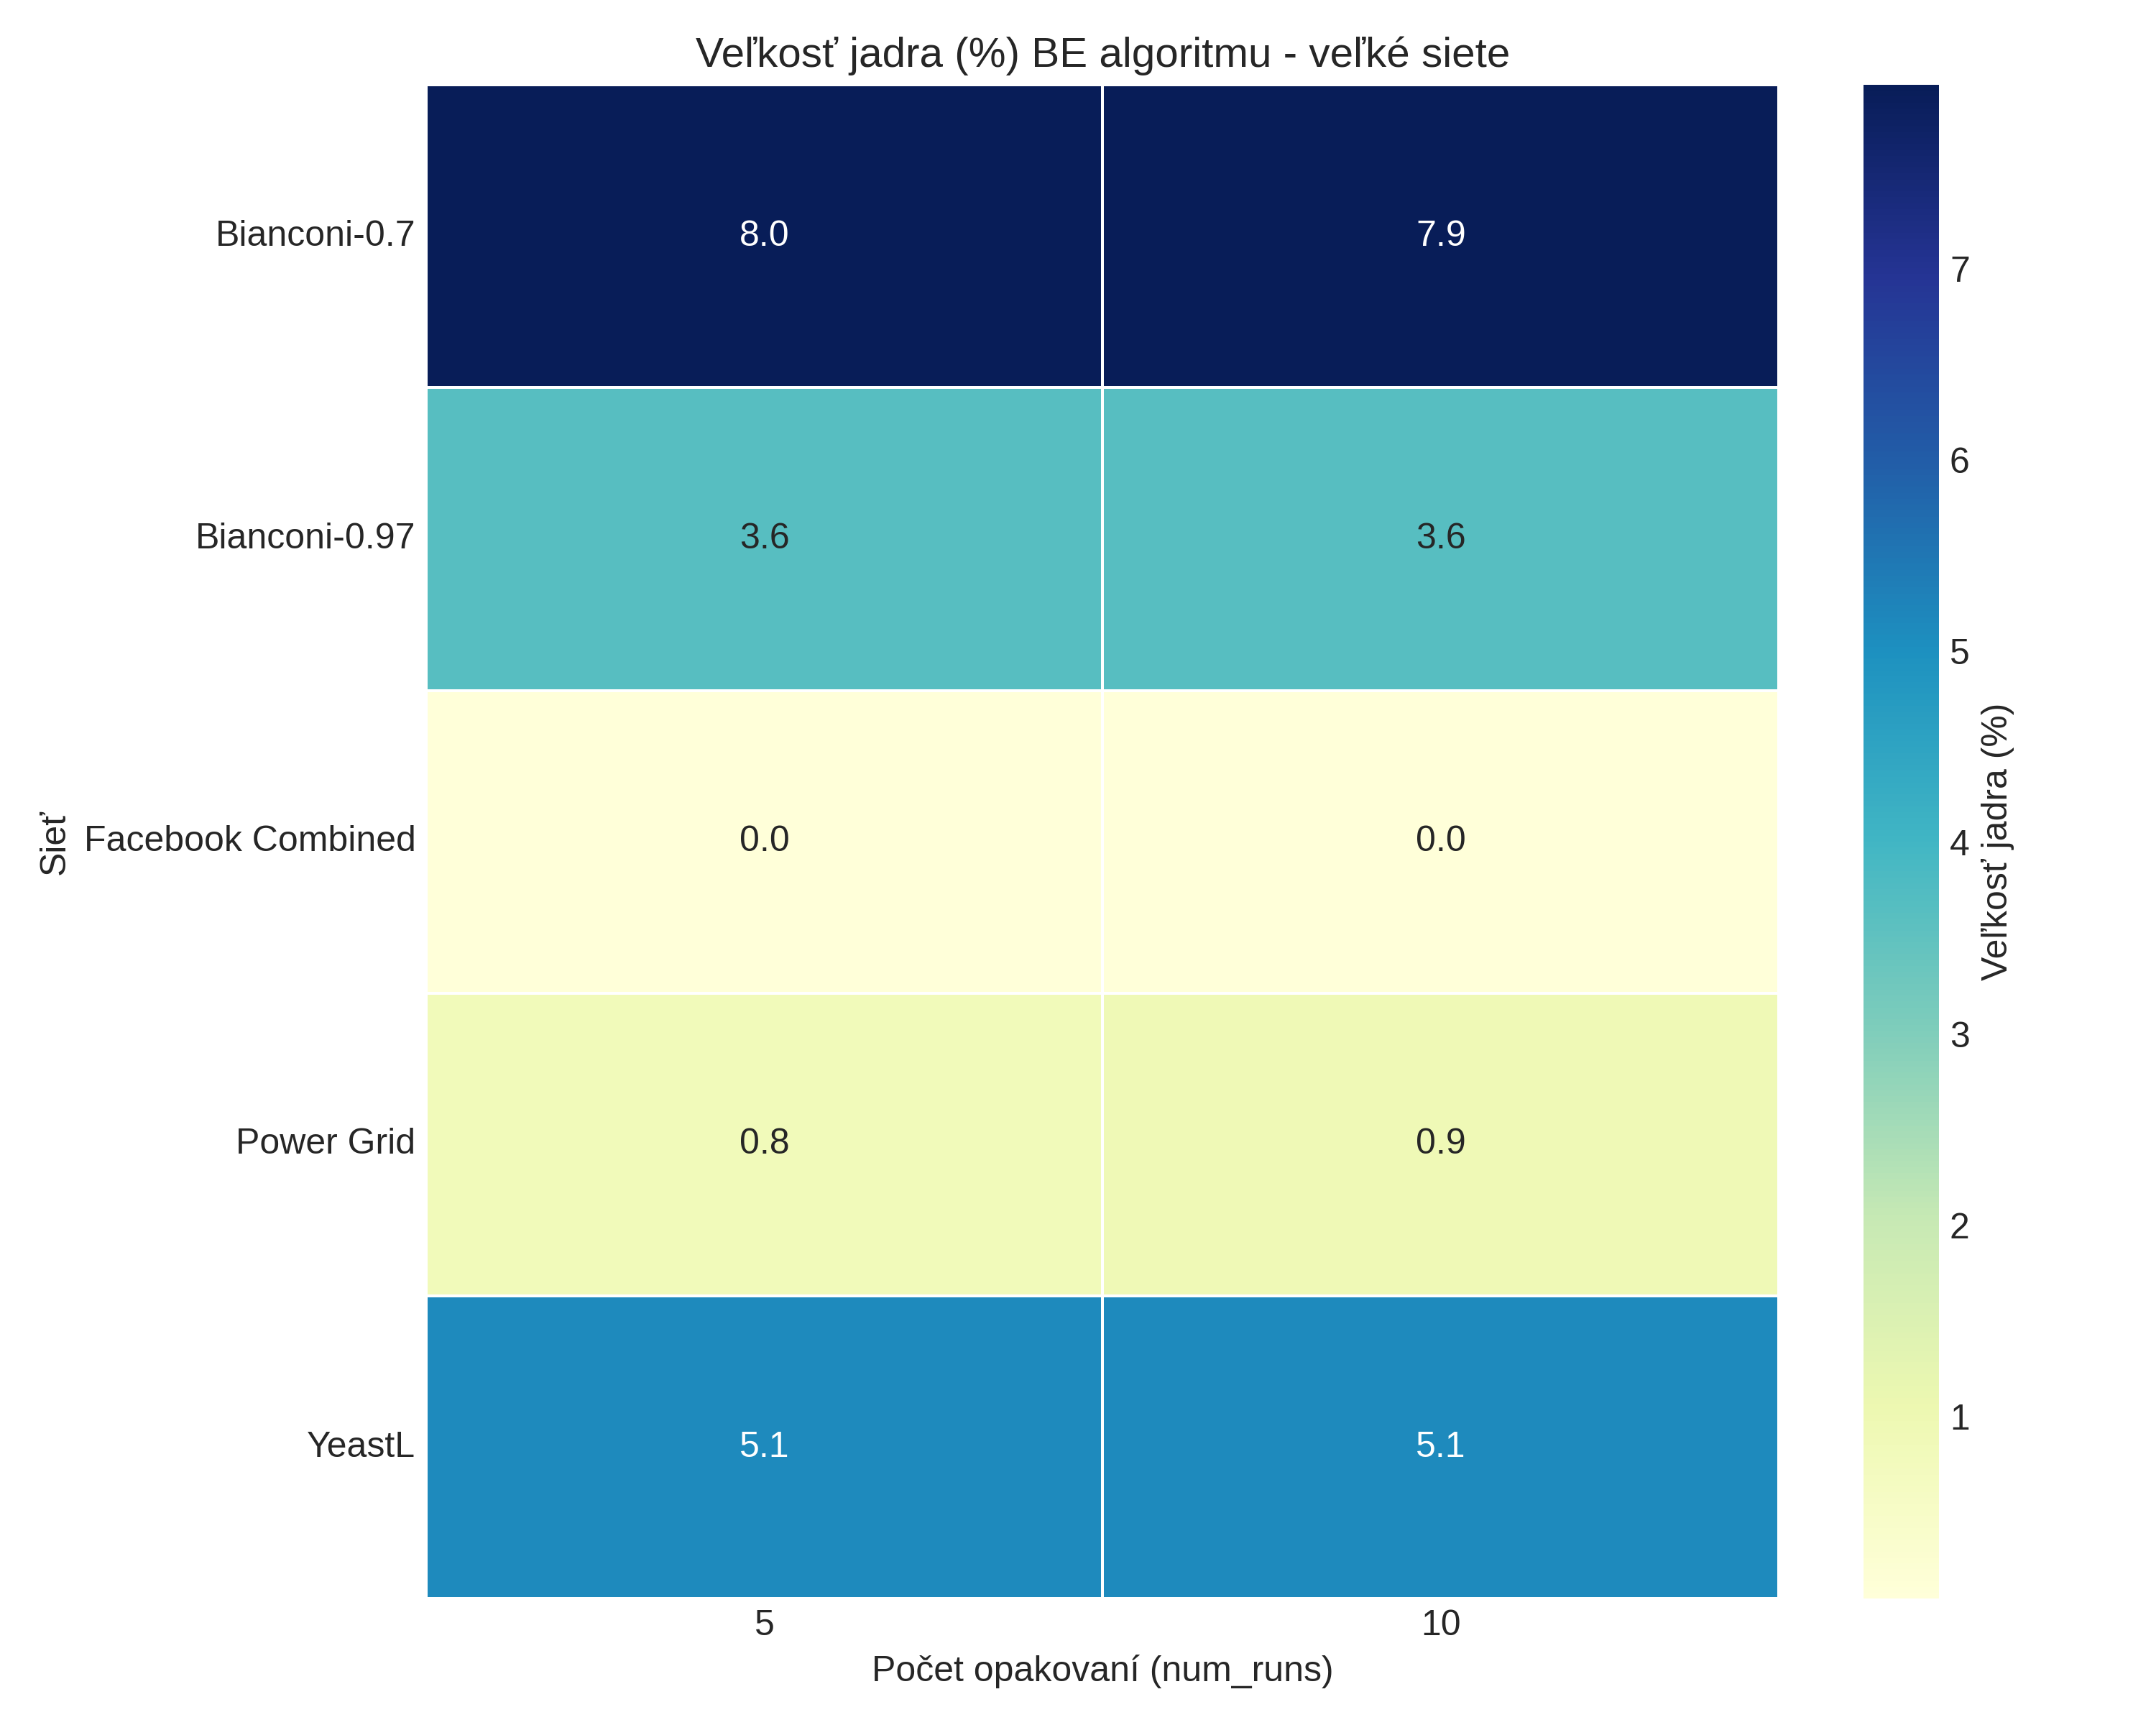 Veľkosť jadra (%) BE algoritmu - veľké siete
Sieť
Bianconi-0.7
8.0 7.9
Bianconi-0.97
3.6 3.6
Facebook Combined
0.0 0.0
Power Grid
0.8 0.9
YeastL
5.1 5.1
5 10
Počet opakovaní (num_runs)
7
6
5
4
3
2
1
Veľkosť jadra (%)